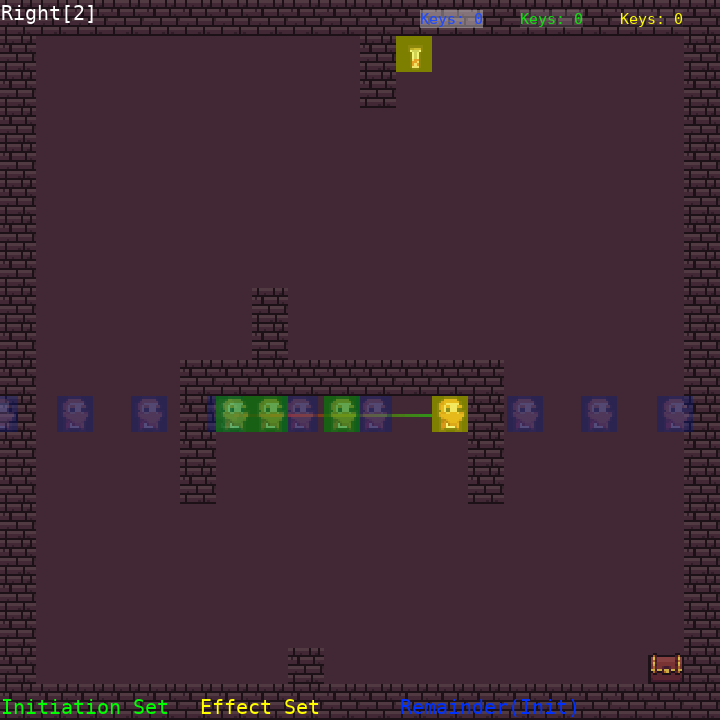 Right[2]
Keys: 0 Keys: 0 Keys: 0
Initiation Set Effect Set Remainder(Init)